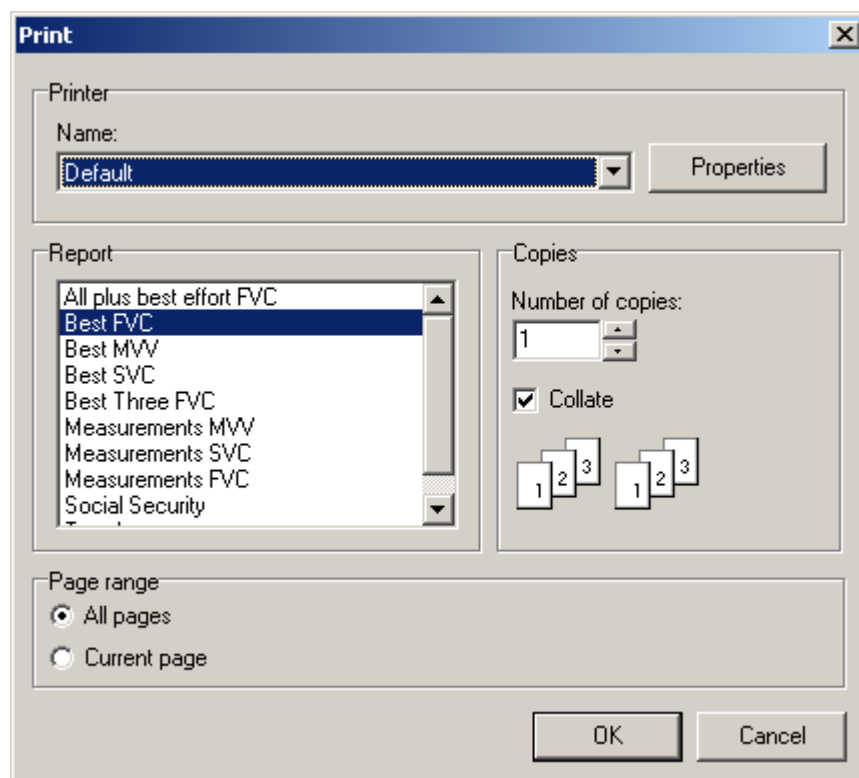 Print
Printer
Name:
Default
Properties
Report
All plus best effort FVC
Best FVC
Best MVV
Best SVC
Best Three FVC
Measurements MVV
Measurements SVC
Measurements FVC
Social Security
Copies
Number of copies:
1
Collate
1 2 3 1 2 3
Page range
All pages
Current page
OK Cancel